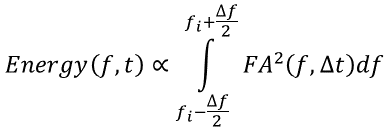 Energy(f,t) ∝ ∫_{f_i−Δf/2}^{f_i+Δf/2} FA²(f,Δt)df